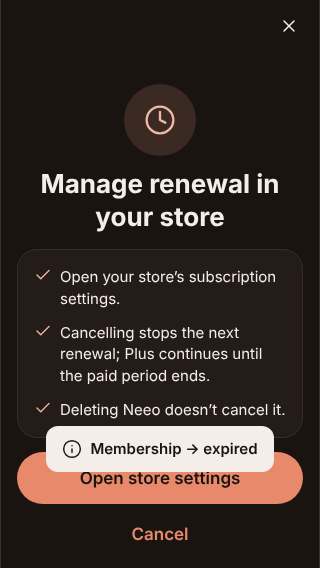 Manage renewal in
your store
Open your store’s subscription
settings.
Cancelling stops the next
renewal; Plus continues until
the paid period ends.
Deleting Neeo doesn’t cancel it.
Membership → expired
Open store settings
Cancel